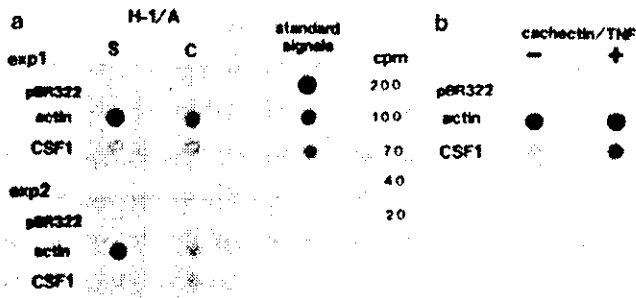 a H-1/A standard signals b cachectin/TNF
S C cpm - +
exp1
pBR322 200 pBR322
actin 100 actin
CSF1 70 CSF1
40
exp2
20
pBR322
actin
CSF1